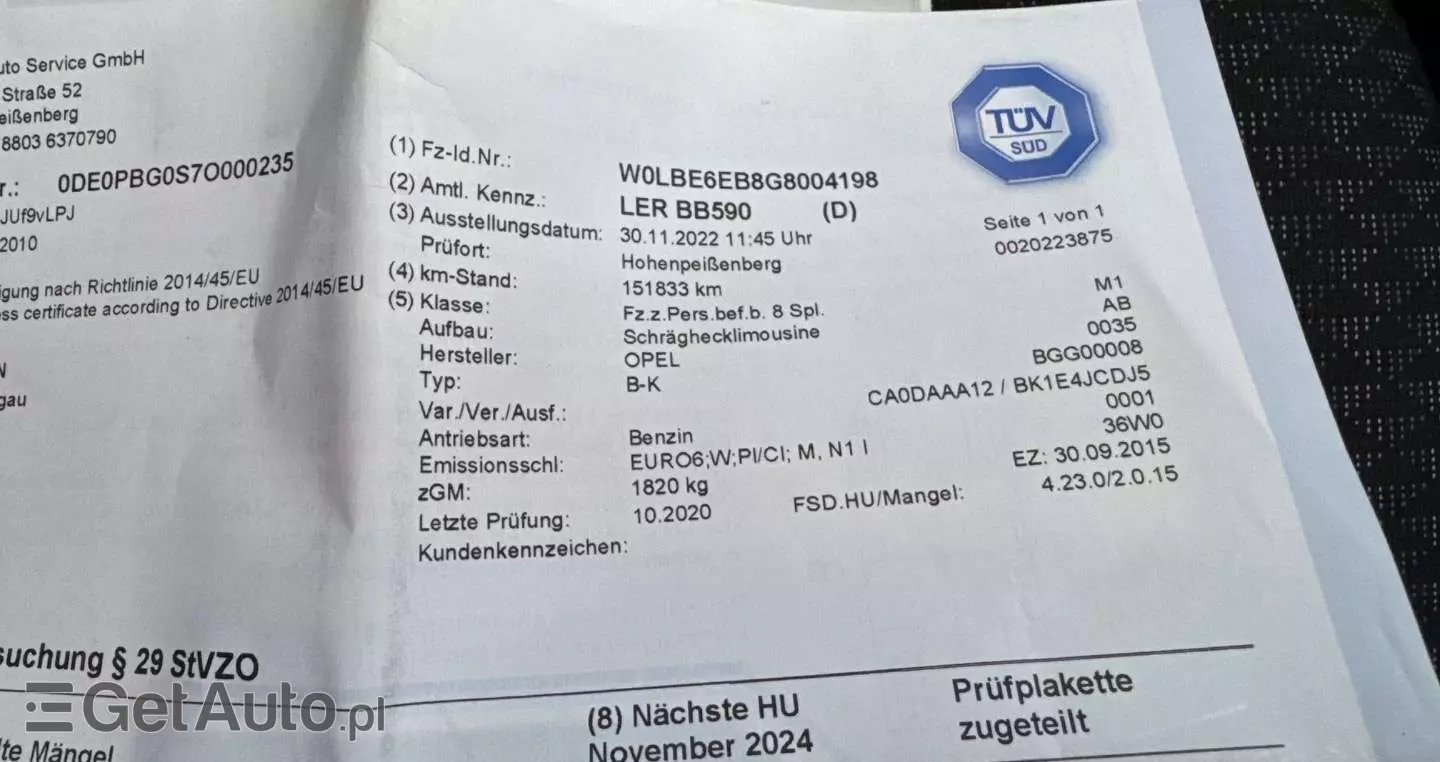 uto Service GmbH
Straße 52
eißenberg
8803 6370790
r.: 0DE0PBG0S7O000235
JUf9vLPJ
2010
igung nach Richtlinie 2014/45/EU
ess certificate according to Directive 2014/45/EU
gau
TÜV
SÜD
Seite 1 von 1
0020223875
(1) Fz-Id.Nr.: W0LBE6EB8G8004198
(2) Amtl. Kennz.: LER BB590 (D)
(3) Ausstellungsdatum: 30.11.2022 11:45 Uhr
Prüfort: Hohenpeißenberg
(4) km-Stand: 151833 km
(5) Klasse: Fz.z.Pers.bef.b. 8 Spl. M1
Aufbau: Schräghecklimousine AB
Hersteller: OPEL 0035
Typ: B-K BGG00008
Var./Ver./Ausf.: CA0DAAA12 / BK1E4JCDJ5
Antriebsart: Benzin 0001
Emissionsschl: EURO6;W;PI/CI; M, N1 I 36W0
zGM: 1820 kg EZ: 30.09.2015
Letzte Prüfung: 10.2020 FSD.HU/Mangel: 4.23.0/2.0.15
Kundenkennzeichen:
suchung § 29 StVZO
GetAuto.pl
(8) Nächste HU
November 2024
Prüfplakette
zugeteilt
lte Mängel